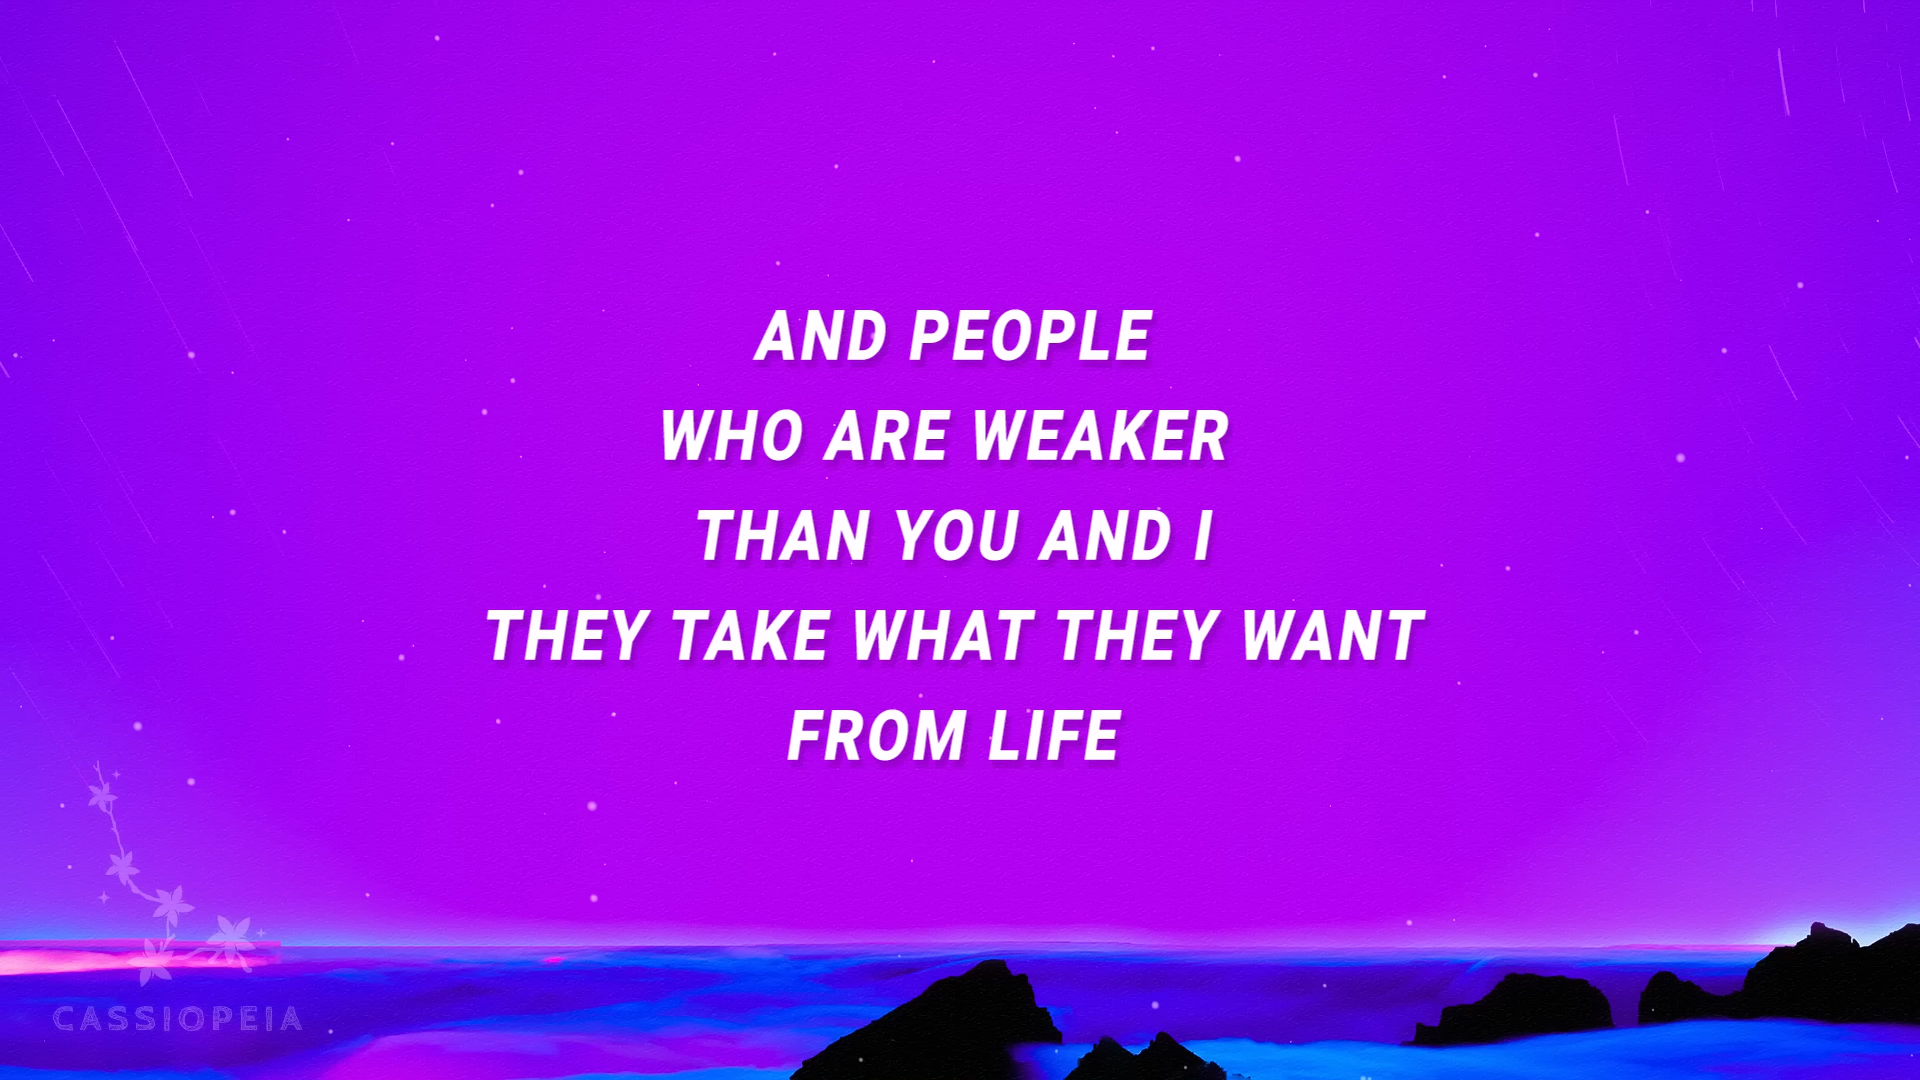 AND PEOPLE
WHO ARE WEAKER
THAN YOU AND I
THEY TAKE WHAT THEY WANT
FROM LIFE
CASSIOPEIA